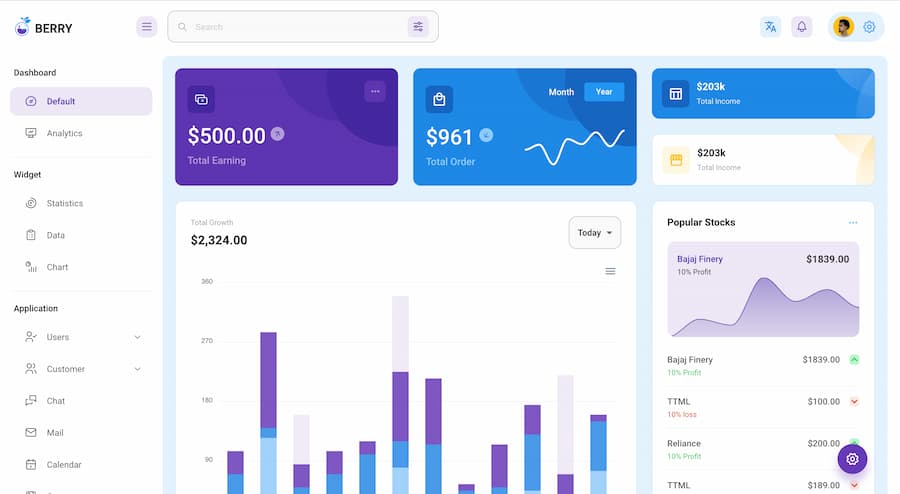 BERRY
Search
Dashboard
Default
Analytics
Widget
Statistics
Data
Chart
Application
Users
Customer
Chat
Mail
Calendar
$500.00
Total Earning
Month
Year
$961
Total Order
$203k
Total Income
$203k
Total Income
Total Growth
$2,324.00
Today
360
270
180
90
Popular Stocks
Bajaj Finery
$1839.00
10% Profit
Bajaj Finery
$1839.00
10% Profit
TTML
$100.00
10% loss
Reliance
$200.00
10% Profit
TTML
$189.00